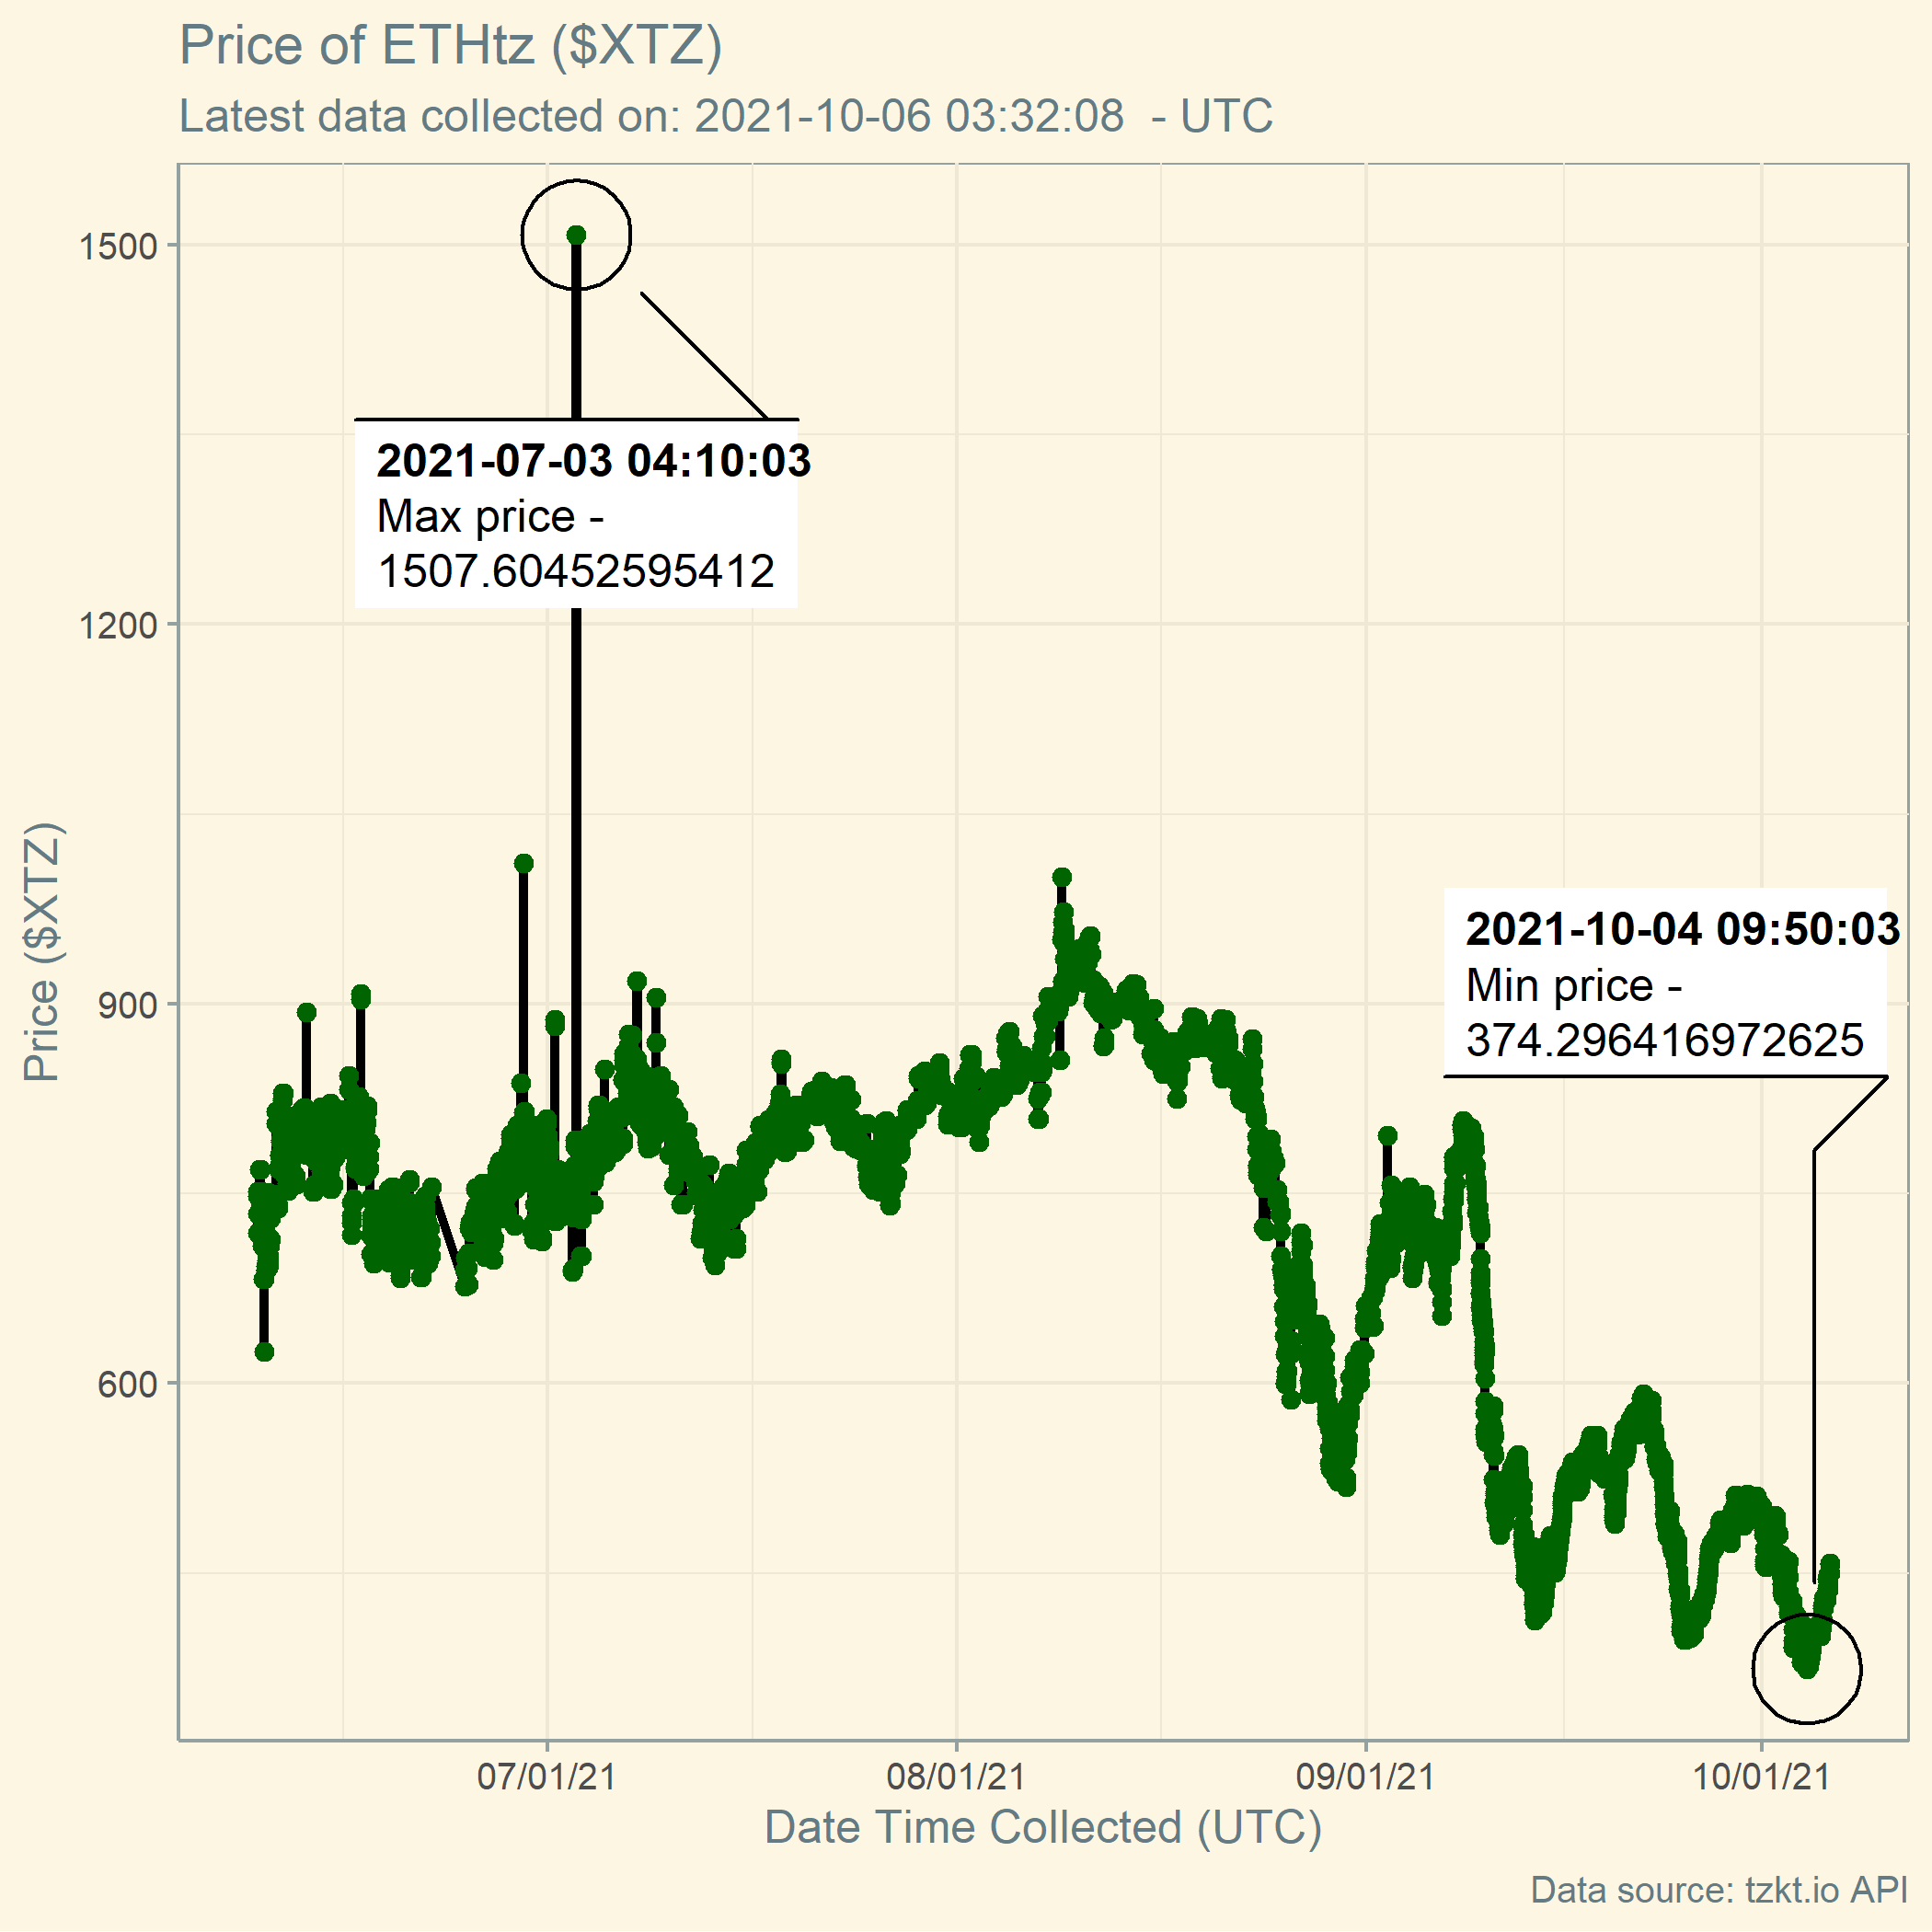 Price of ETHtz ($XTZ)
Latest data collected on: 2021-10-06 03:32:08  - UTC
1500
1200
900
600
Price ($XTZ)
2021-07-03 04:10:03
Max price -
1507.60452595412
2021-10-04 09:50:03
Min price -
374.296416972625
07/01/21
08/01/21
09/01/21
10/01/21
Date Time Collected (UTC)
Data source: tzkt.io API